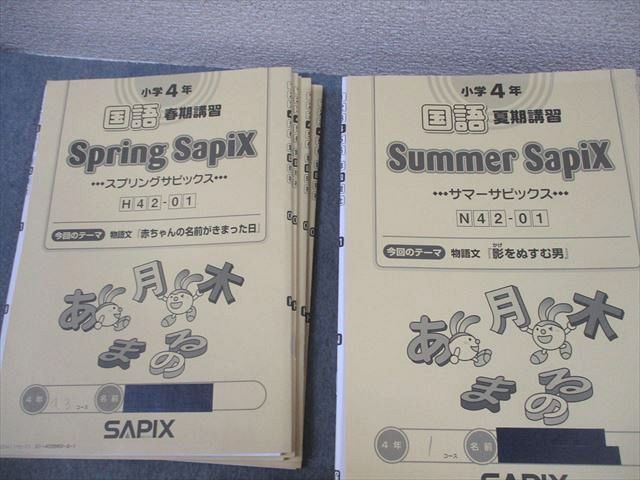 小学4年
国語 春期講習
Spring SapiX
•••スプリングサピックス•••
H42-01
今回のテーマ 物語文『赤ちゃんの名前がきまった日』
あ 月 木
ま る の
4年 コース 名前
SAPIX
小学4年
国語 夏期講習
Summer SapiX
•••サマーサピックス•••
N42-01
今回のテーマ 物語文『影をぬすむ男』
かげ
あ 月 木
ま る の
4年 1 コース 名前
SAPIX